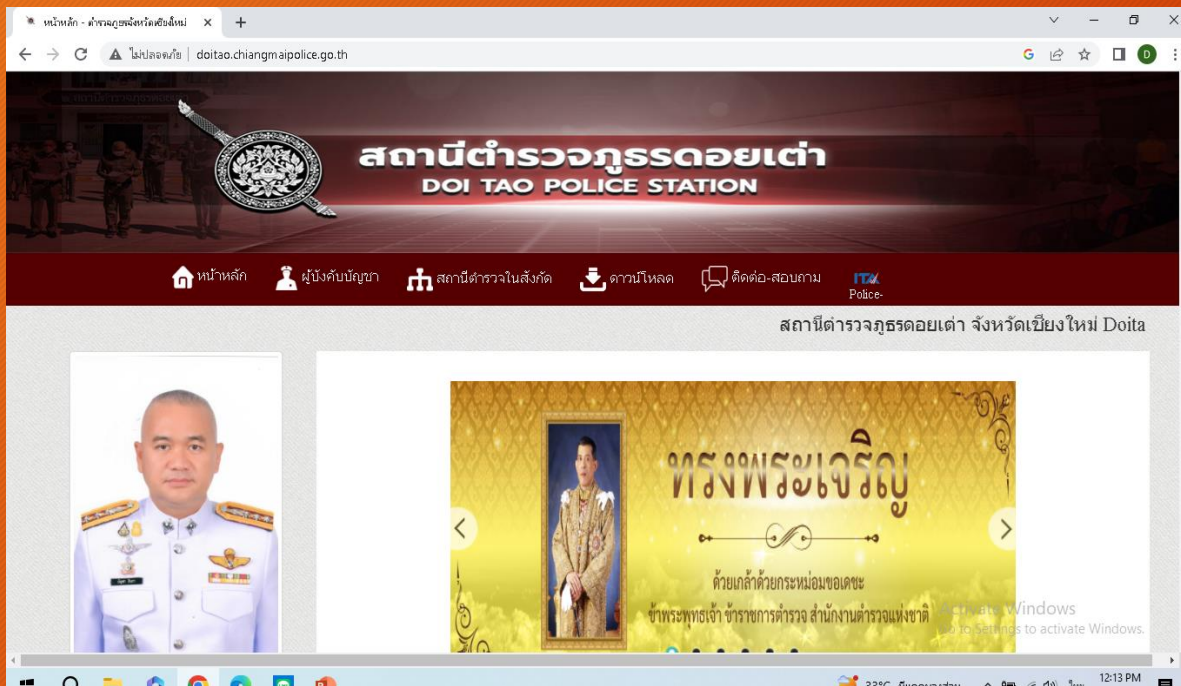 หน้าหลัก - ตำรวจภูธรจังหวัดเชียงใหม่
ไม่ปลอดภัย
doitao.chiangmaipolice.go.th
สถานีตำรวจภูธรดอยเต่า
DOI TAO POLICE STATION
หน้าหลัก
ผู้บังคับบัญชา
สถานีตำรวจในสังกัด
ดาวน์โหลด
ติดต่อ-สอบถาม
ITA
Police-
สถานีตำรวจภูธรดอยเต่า จังหวัดเชียงใหม่ Doita
ทรงพระเจริญ
ด้วยเกล้าด้วยกระหม่อมขอเดชะ
ข้าพระพุทธเจ้า ข้าราชการตำรวจ สำนักงานตำรวจแห่งชาติ
Activate Windows
Go to Settings to activate Windows.
33°C
12:13 PM